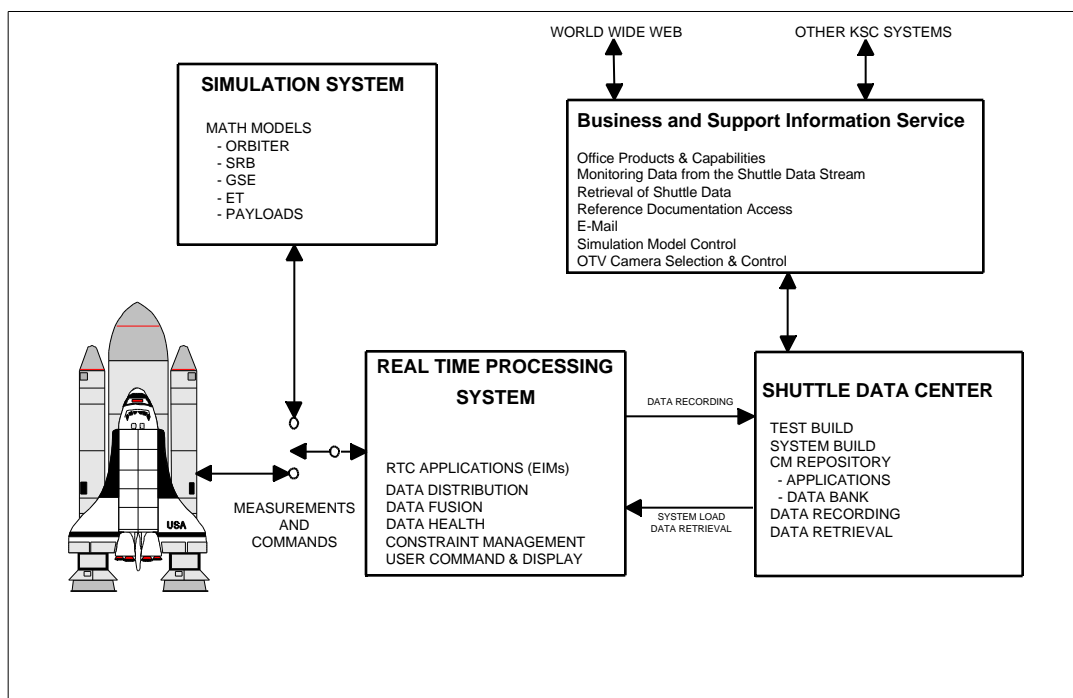 WORLD WIDE WEB
OTHER KSC SYSTEMS
SIMULATION SYSTEM
MATH MODELS
- ORBITER
- SRB
- GSE
- ET
- PAYLOADS
Business and Support Information Service
Office Products & Capabilities
Monitoring Data from the Shuttle Data Stream
Retrieval of Shuttle Data
Reference Documentation Access
E-Mail
Simulation Model Control
OTV Camera Selection & Control
USA
MEASUREMENTS
AND
COMMANDS
REAL TIME PROCESSING
SYSTEM
RTC APPLICATIONS (EIMs)
DATA DISTRIBUTION
DATA FUSION
DATA HEALTH
CONSTRAINT MANAGEMENT
USER COMMAND & DISPLAY
DATA RECORDING
SYSTEM LOAD
DATA RETRIEVAL
SHUTTLE DATA CENTER
TEST BUILD
SYSTEM BUILD
CM REPOSITORY
- APPLICATIONS
- DATA BANK
DATA RECORDING
DATA RETRIEVAL